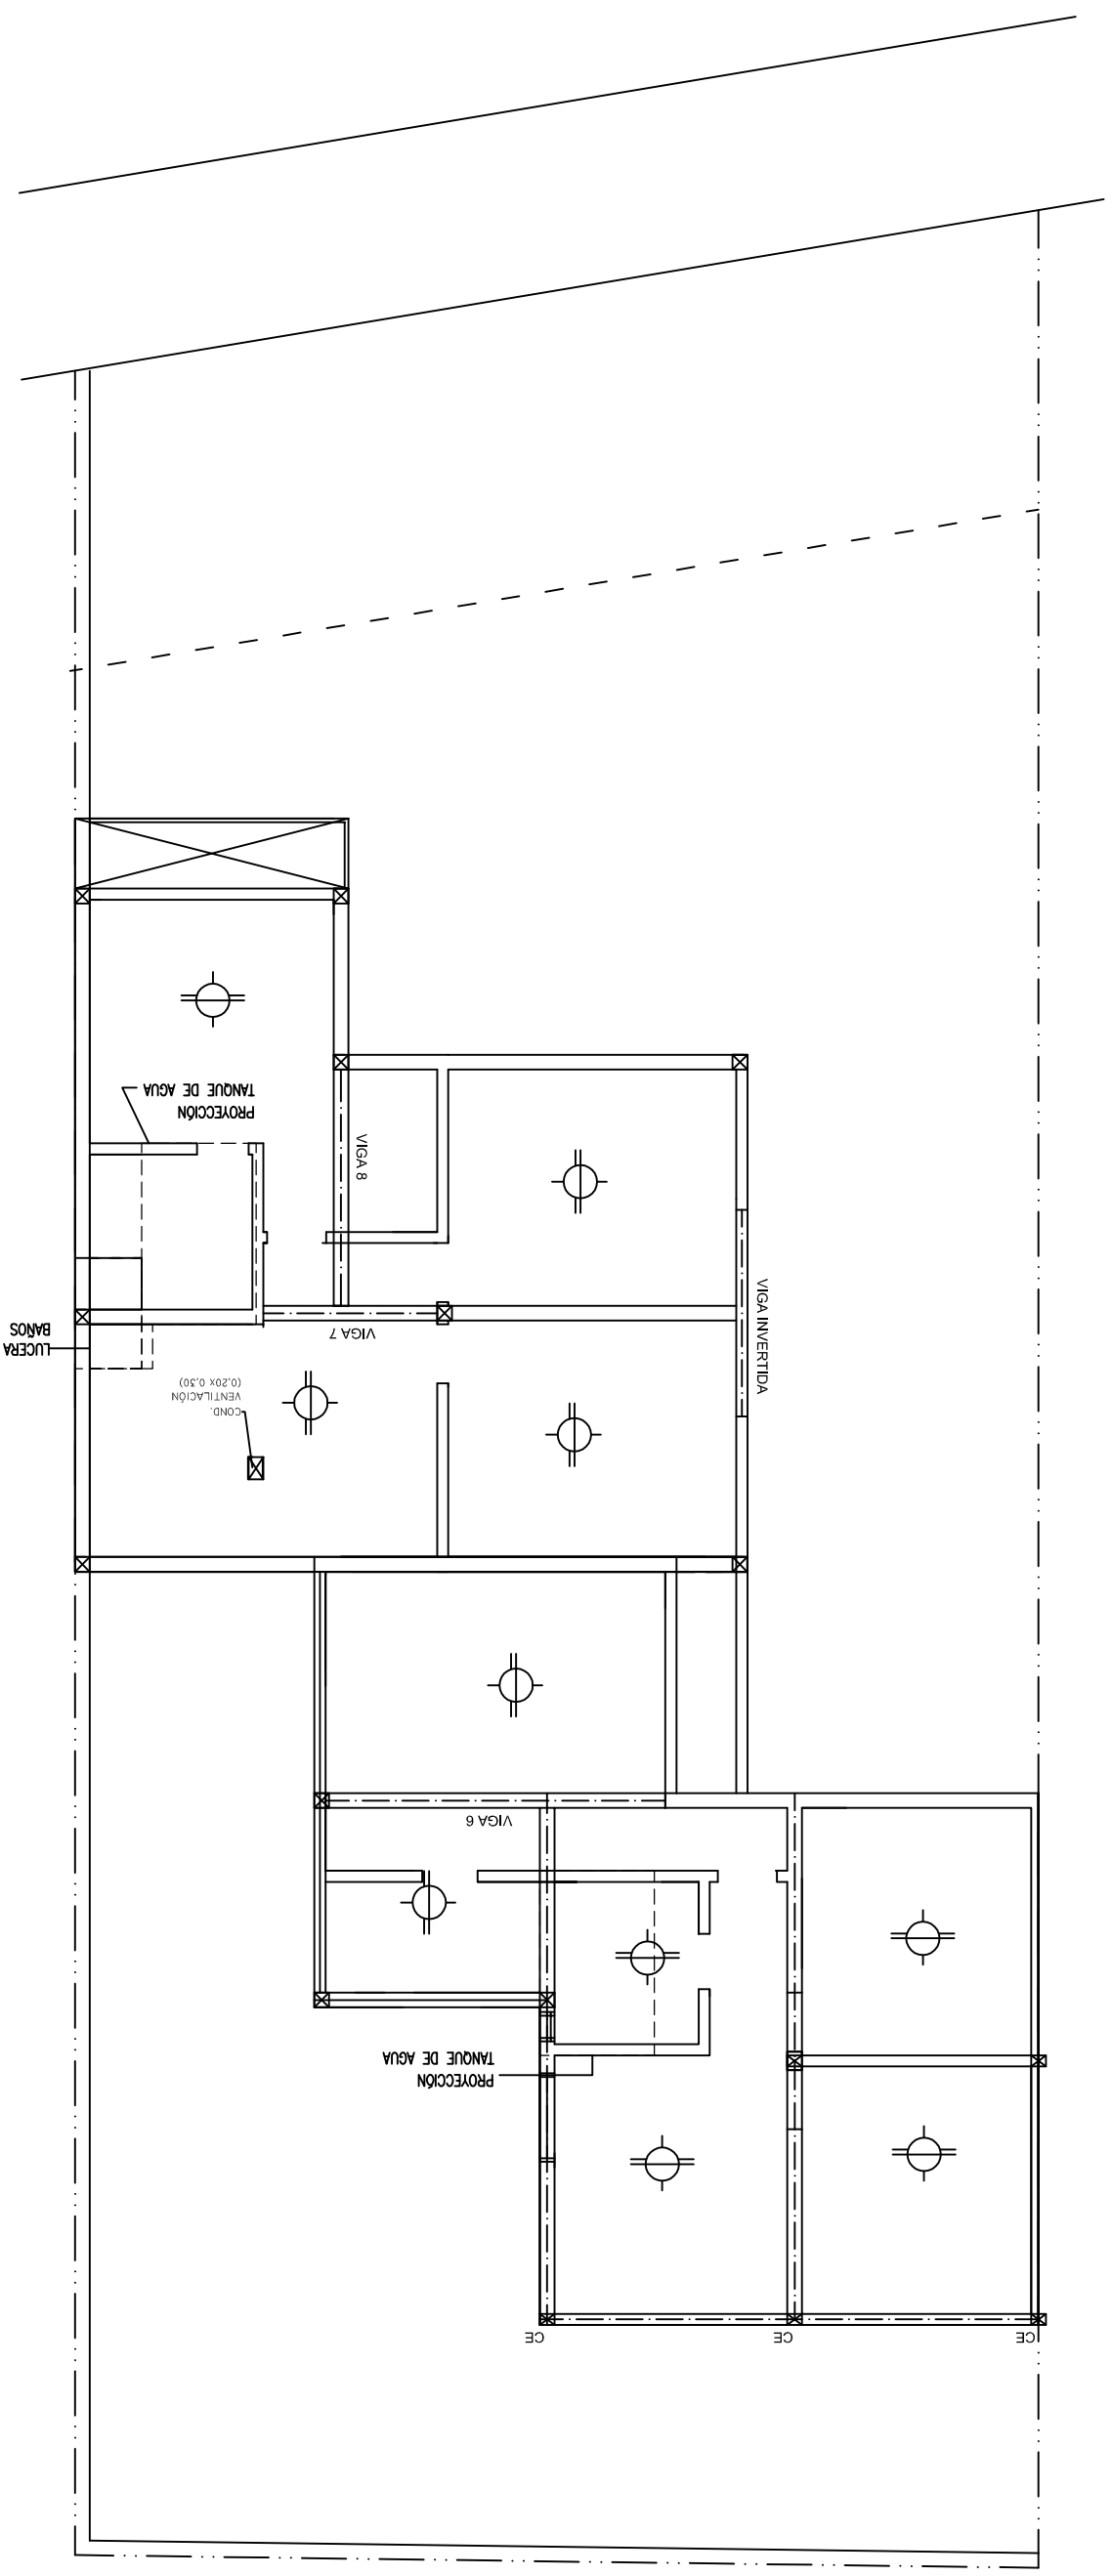 PROYECCIÓN
TANQUE DE AGUA
VIGA 8
VIGA INVERTIDA
VIGA 7
LUCERA
BAÑOS
COND.
VENTILACIÓN
(0,20x 0,30)
VIGA 6
PROYECCIÓN
TANQUE DE AGUA
CE
CE
CE